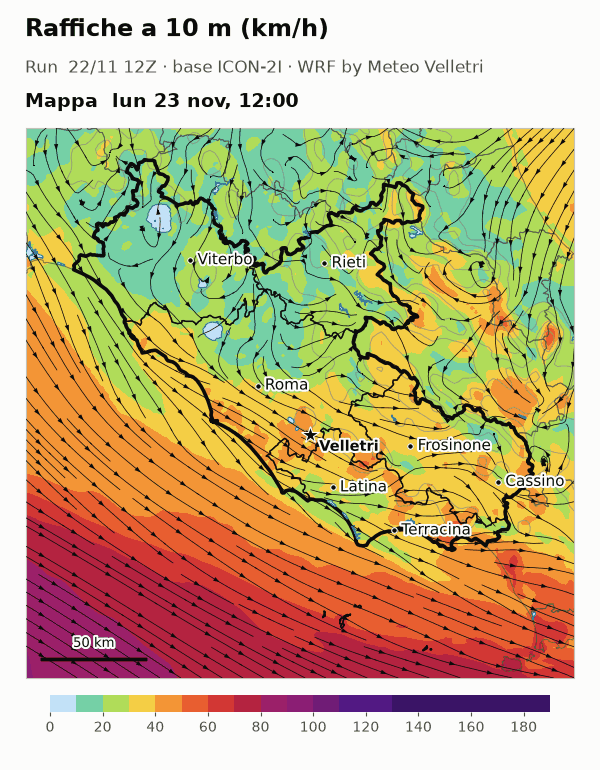 Raffiche a 10 m (km/h)
Run  22/11 12Z · base ICON-2I · WRF by Meteo Velletri
Mappa  lun 23 nov, 12:00
Viterbo
Rieti
Roma
Velletri
Frosinone
Latina
Cassino
Terracina
50 km
0 20 40 60 80 100 120 140 160 180